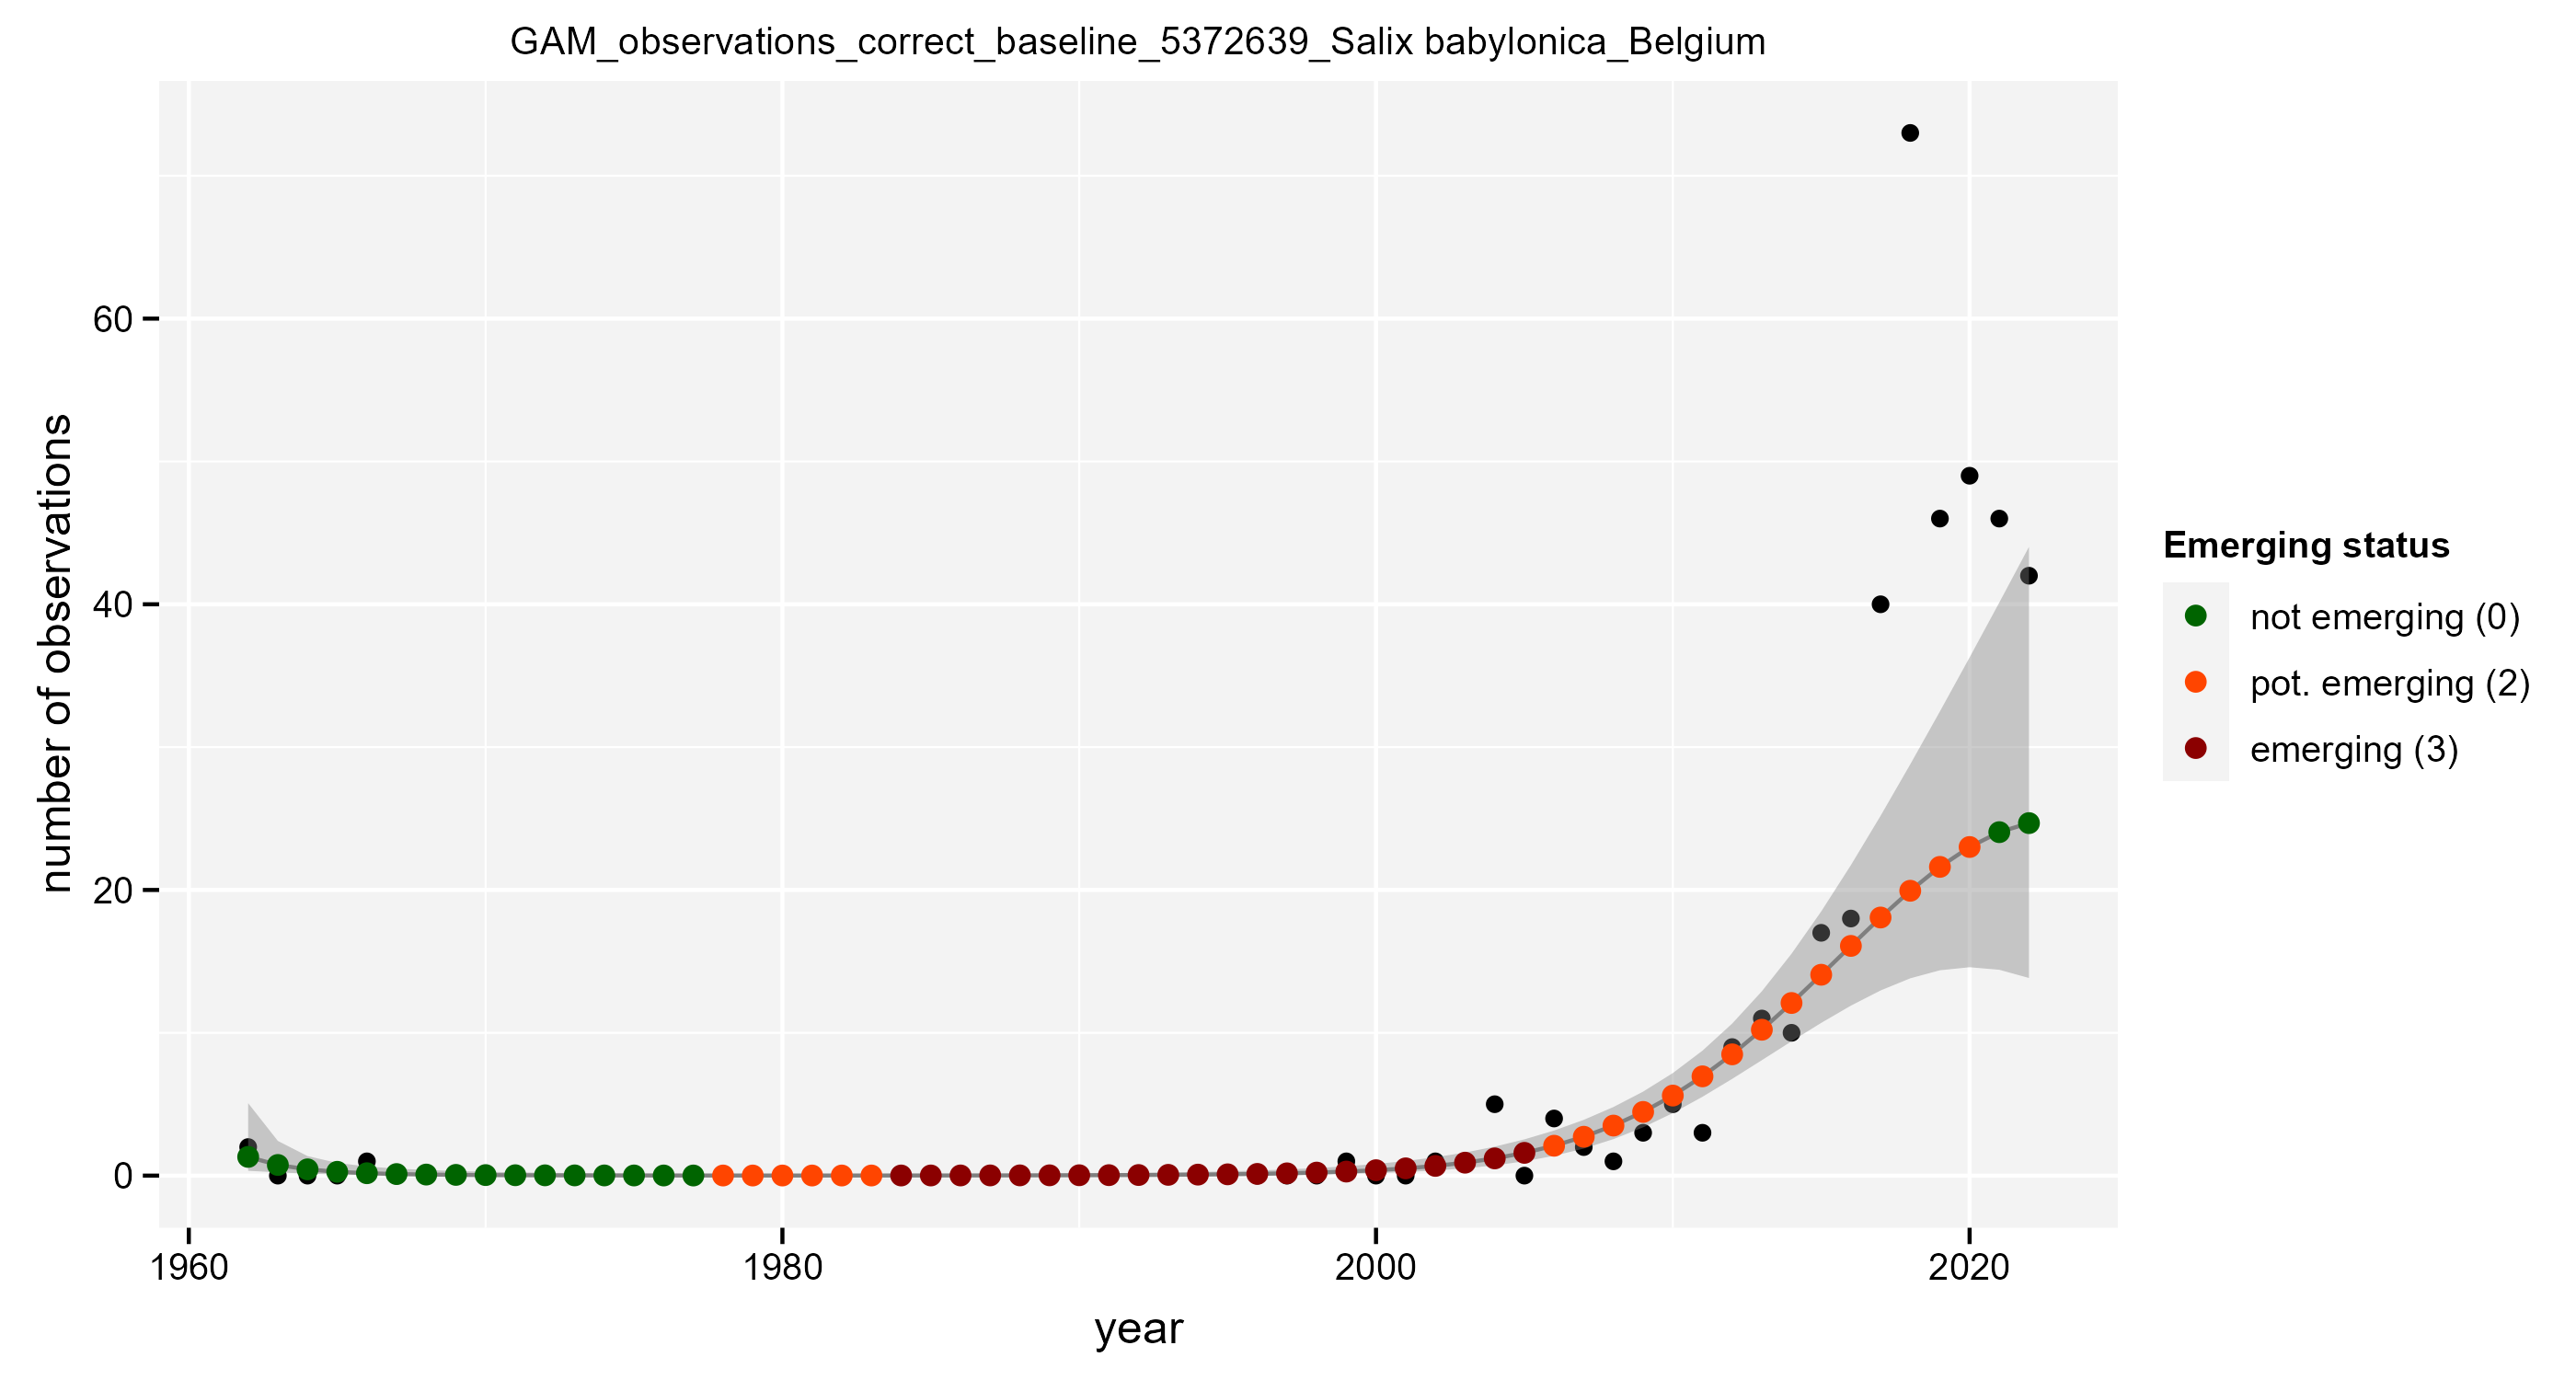 GAM_observations_correct_baseline_5372639_Salix babylonica_Belgium
number of observations
60
40
20
0
1960
1980
2000
2020
year
Emerging status
not emerging (0)
pot. emerging (2)
emerging (3)